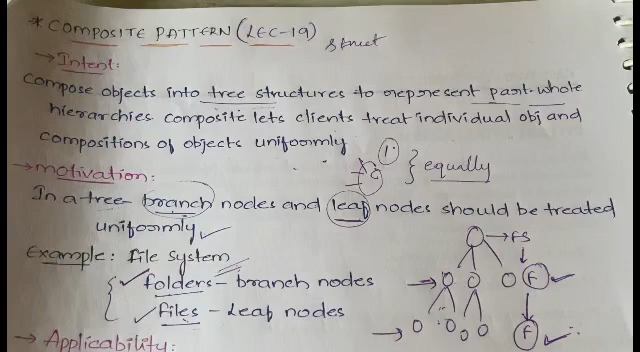 * COMPOSITE PATTERN (LEC-19) struct
→ Intent:
Compose objects into tree structures to represent part-whole
hierarchies composite lets clients treat individual obj and
compositions of objects uniformly
1.
} equally
→ motivation:
In a tree branch nodes and leaf nodes should be treated
uniformly
→ FS
Example: file system
folders - branch nodes
F
files - Leaf nodes
F
→ Applicability: